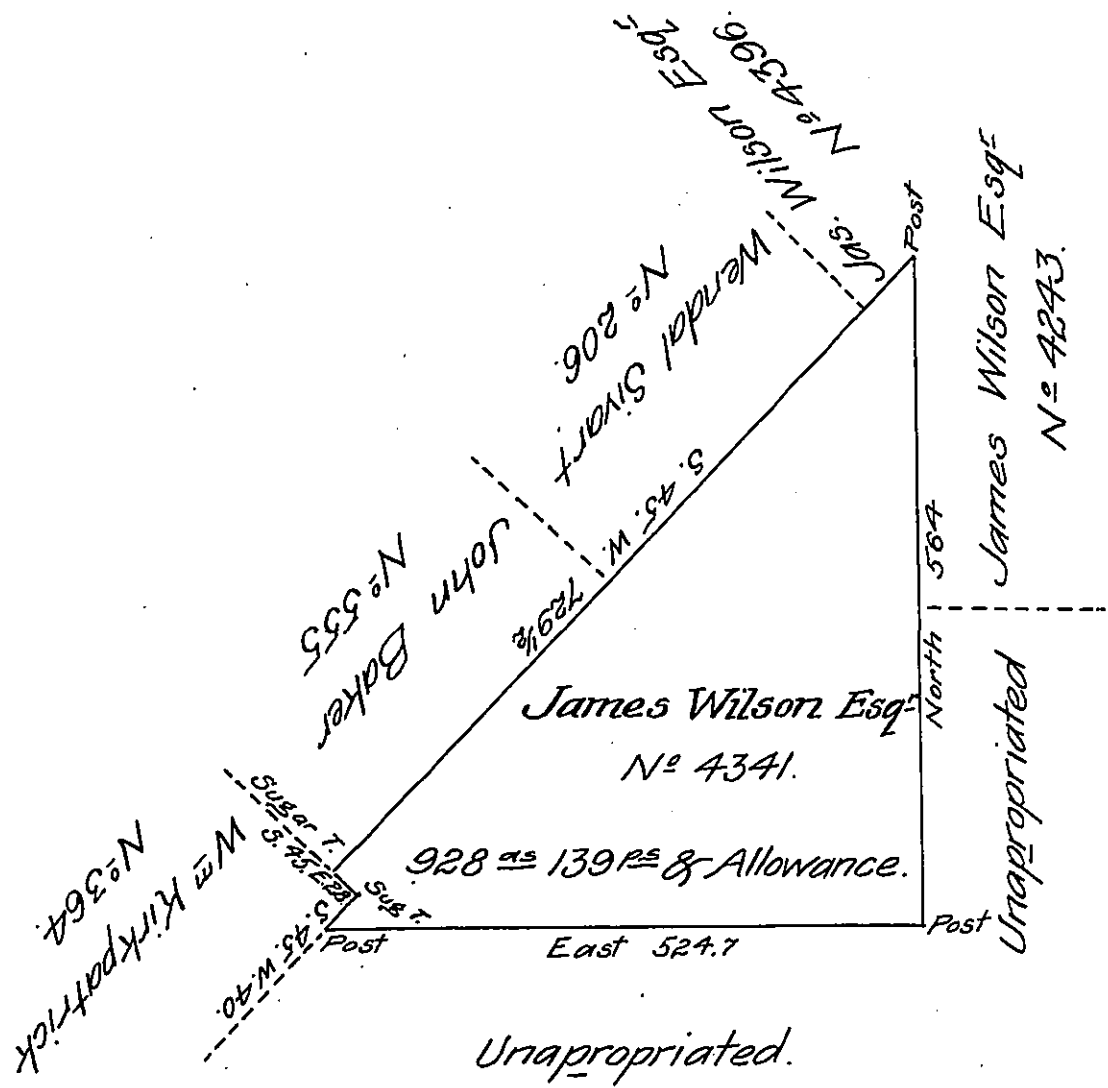 Jas. Wilson Esqr
No 4396.
Post
James Wilson Esqr
No 4243.
Wendal Sivart
No 206.
John Baker
No 555
S. 45. W.
729½
North 564
James Wilson Esqr
No 4341.
928 as 139 ps & Allowance.
Unapropriated
Sugar T.
S. 45. E. 28.
Sug T.
S. 45. W. 40.
Wm Kirkpatrick
No 364.
Post
East 524.7
Post
Unapropriated.